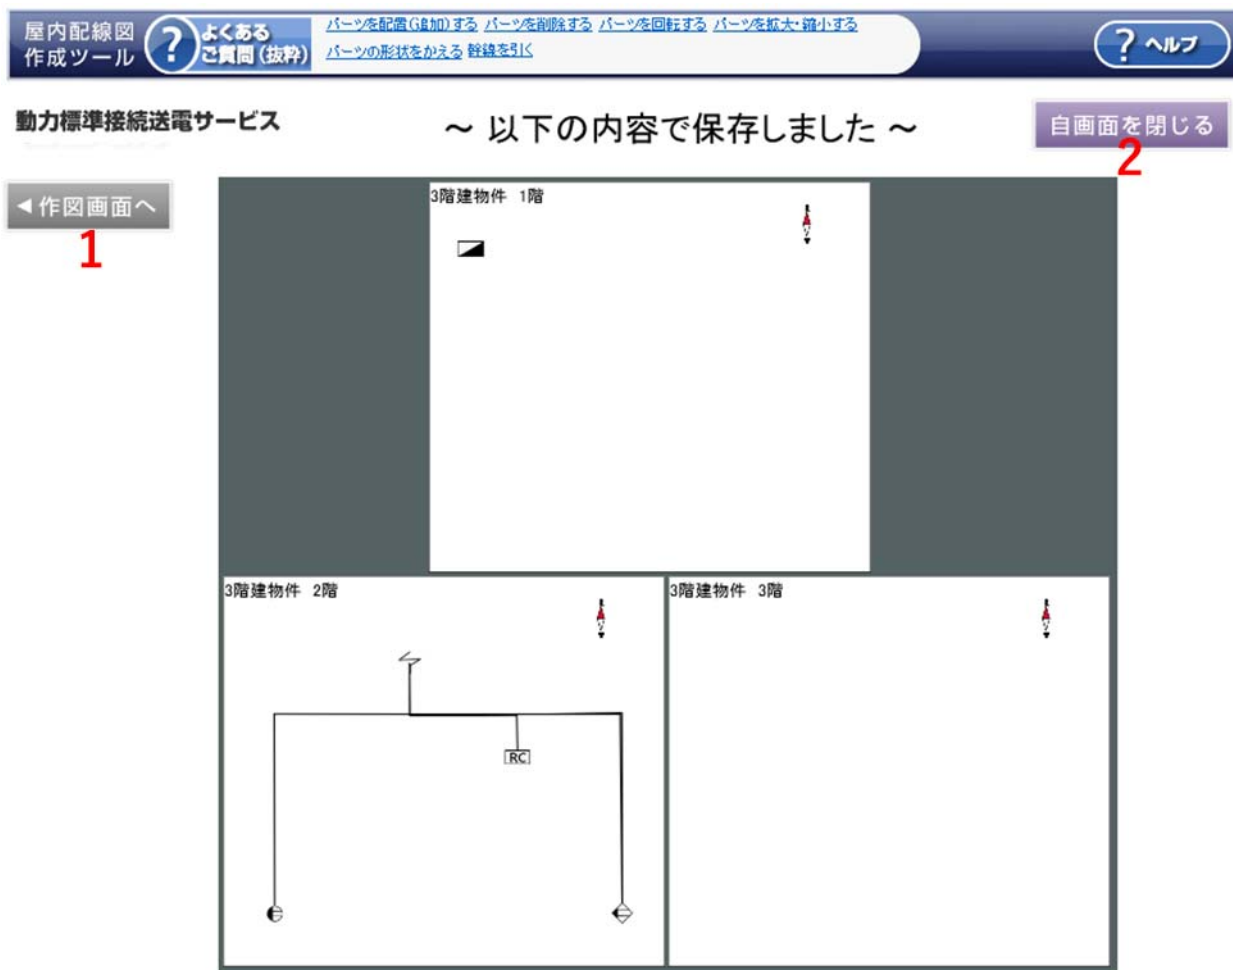 屋内配線図
作成ツール
?
よくある
ご質問(抜粋)
パーツを配置(追加)する パーツを削除する パーツを回転する パーツを拡大・縮小する
パーツの形状をかえる 幹線を引く
? ヘルプ
動力標準接続送電サービス
～ 以下の内容で保存しました ～
自画面を閉じる
2
◀作図画面へ
1
3階建物件 1階
3階建物件 2階
3階建物件 3階
RC